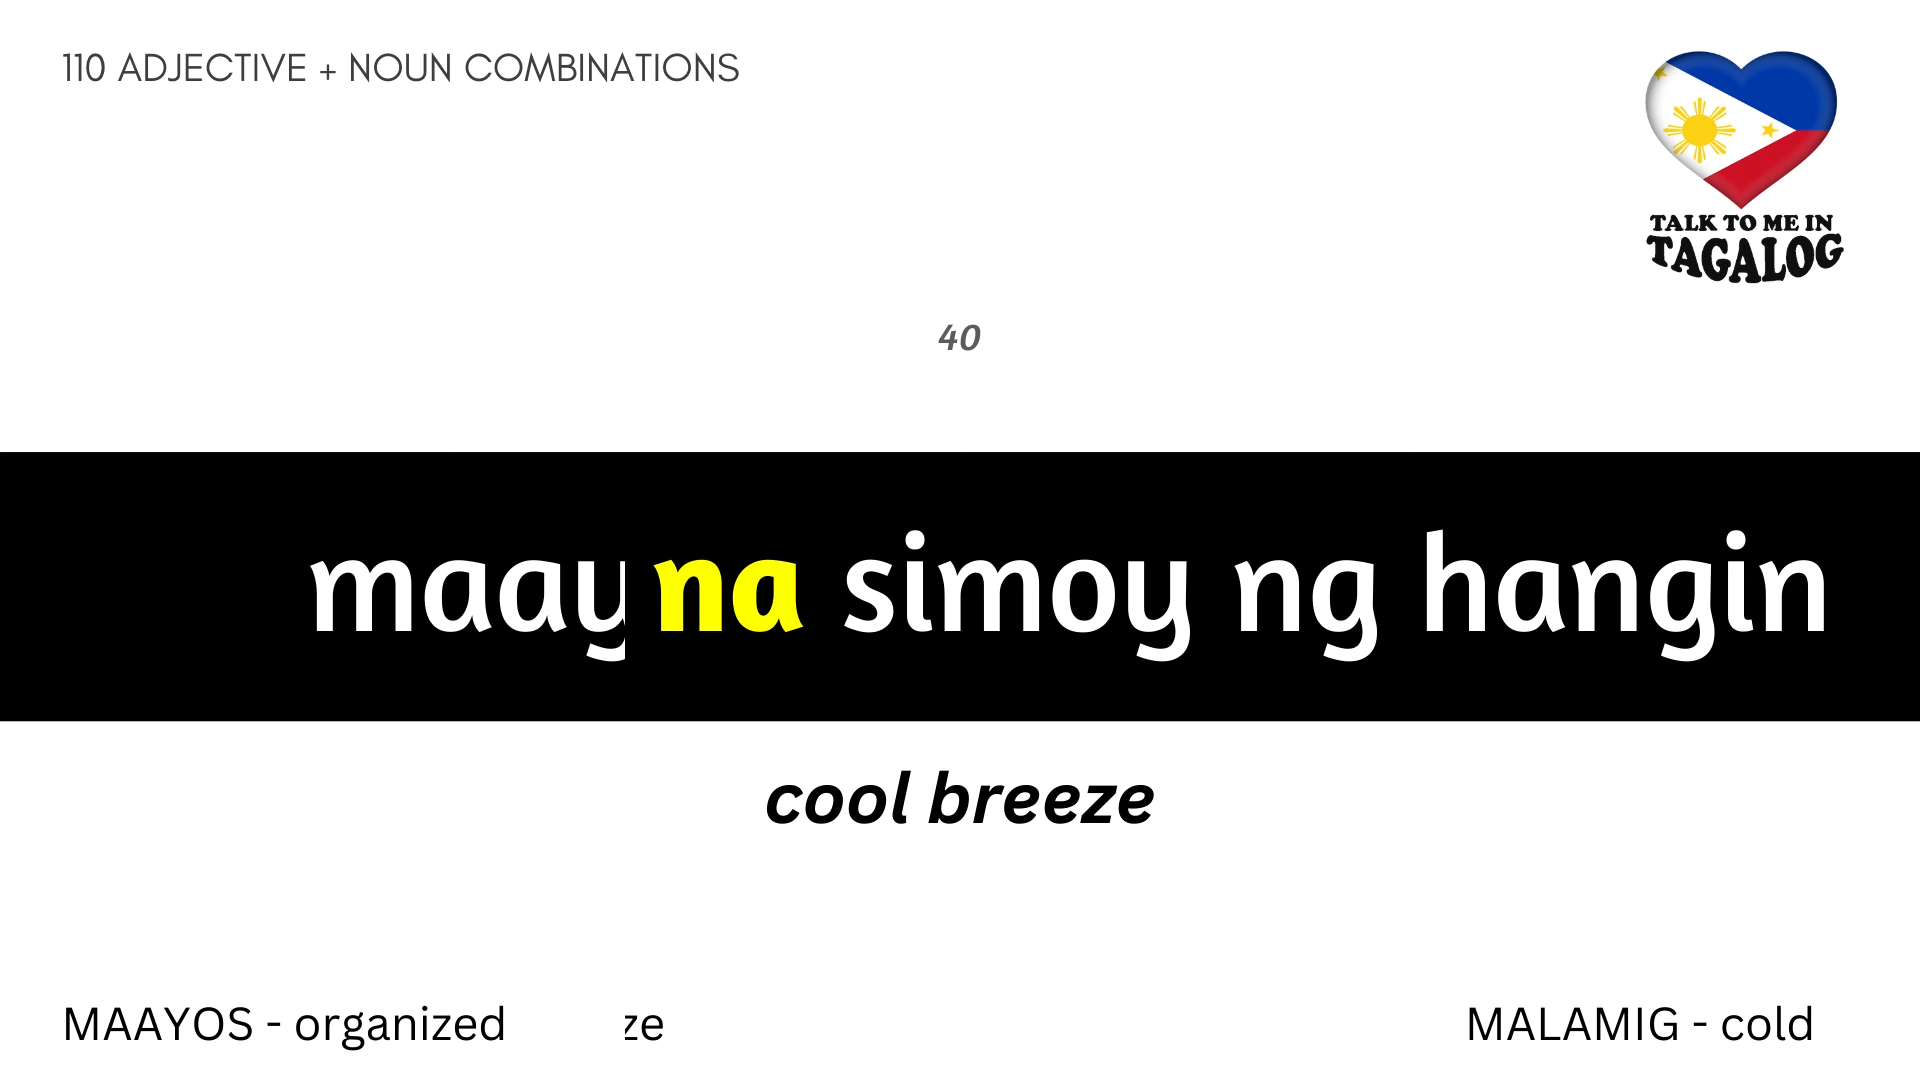 110 ADJECTIVE + NOUN COMBINATIONS
TALK TO ME IN
TAGALOG
40
maay na simoy ng hangin
cool breeze
MAAYOS - organized ze MALAMIG - cold